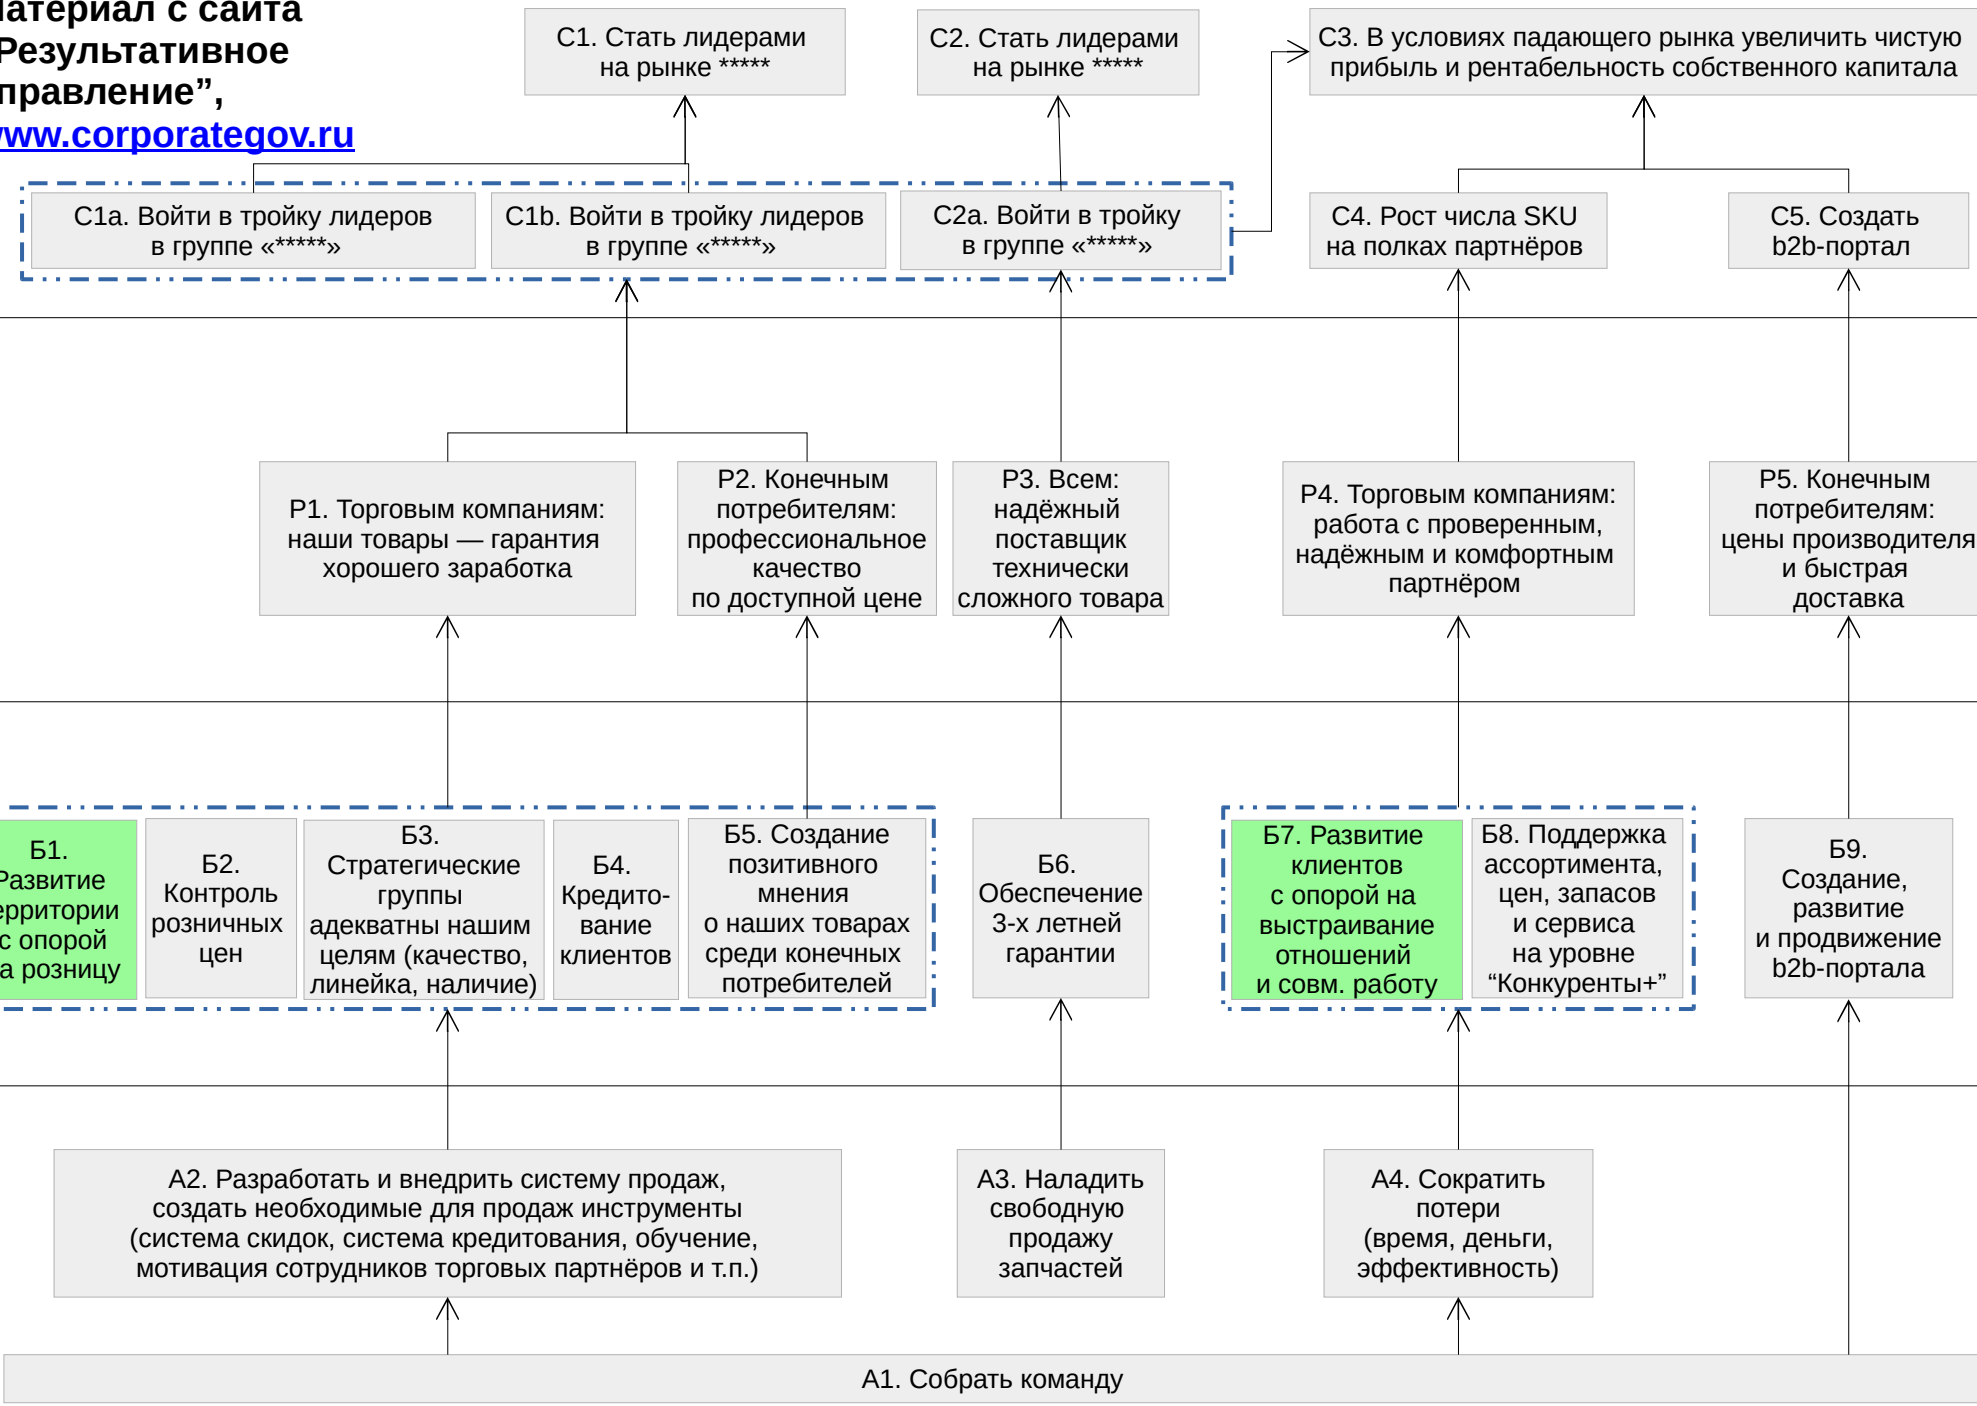 атериал с сайта
Результативное
правление”,
www.corporategov.ru
С1. Стать лидерами
на рынке *****
С2. Стать лидерами
на рынке *****
С3. В условиях падающего рынка увеличить чистую
прибыль и рентабельность собственного капитала
С1a. Войти в тройку лидеров
в группе «*****»
С1b. Войти в тройку лидеров
в группе «*****»
С2а. Войти в тройку
в группе «*****»
С4. Рост числа SKU
на полках партнёров
С5. Создать
b2b-портал
Р1. Торговым компаниям:
наши товары — гарантия
хорошего заработка
Р2. Конечным
потребителям:
профессиональное
качество
по доступной цене
Р3. Всем:
надёжный
поставщик
технически
сложного товара
Р4. Торговым компаниям:
работа с проверенным,
надёжным и комфортным
партнёром
Р5. Конечным
потребителям:
цены производителя
и быстрая
доставка
Б1.
Развитие
ерритории
с опорой
а розницу
Б2.
Контроль
розничных
цен
Б3.
Стратегические
группы
адекватны нашим
целям (качество,
линейка, наличие)
Б4.
Кредито-
вание
клиентов
Б5. Создание
позитивного
мнения
о наших товарах
среди конечных
потребителей
Б6.
Обеспечение
3-х летней
гарантии
Б7. Развитие
клиентов
с опорой на
выстраивание
отношений
и совм. работу
Б8. Поддержка
ассортимента,
цен, запасов
и сервиса
на уровне
“Конкуренты+”
Б9.
Создание,
развитие
и продвижение
b2b-портала
А2. Разработать и внедрить систему продаж,
создать необходимые для продаж инструменты
(система скидок, система кредитования, обучение,
мотивация сотрудников торговых партнёров и т.п.)
А3. Наладить
свободную
продажу
запчастей
А4. Сократить
потери
(время, деньги,
эффективность)
А1. Собрать команду